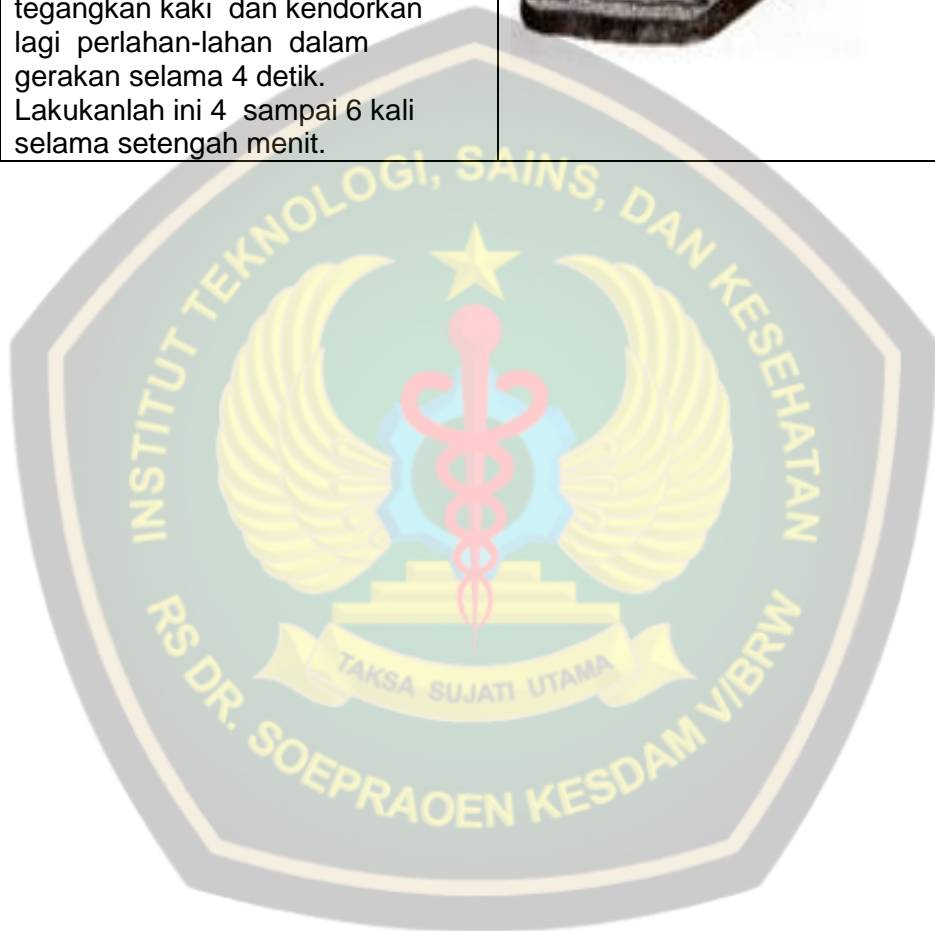 tegangkan kaki dan kendorkan
lagi perlahan-lahan dalam
gerakan selama 4 detik.
Lakukanlah ini 4 sampai 6 kali
selama setengah menit.
INSTITUT TEKNOLOGI, SAINS, DAN KESEHATAN
TAKSA SUJATI UTAMA
RS DR. SOEPRAOEN KESDAM V/BRW